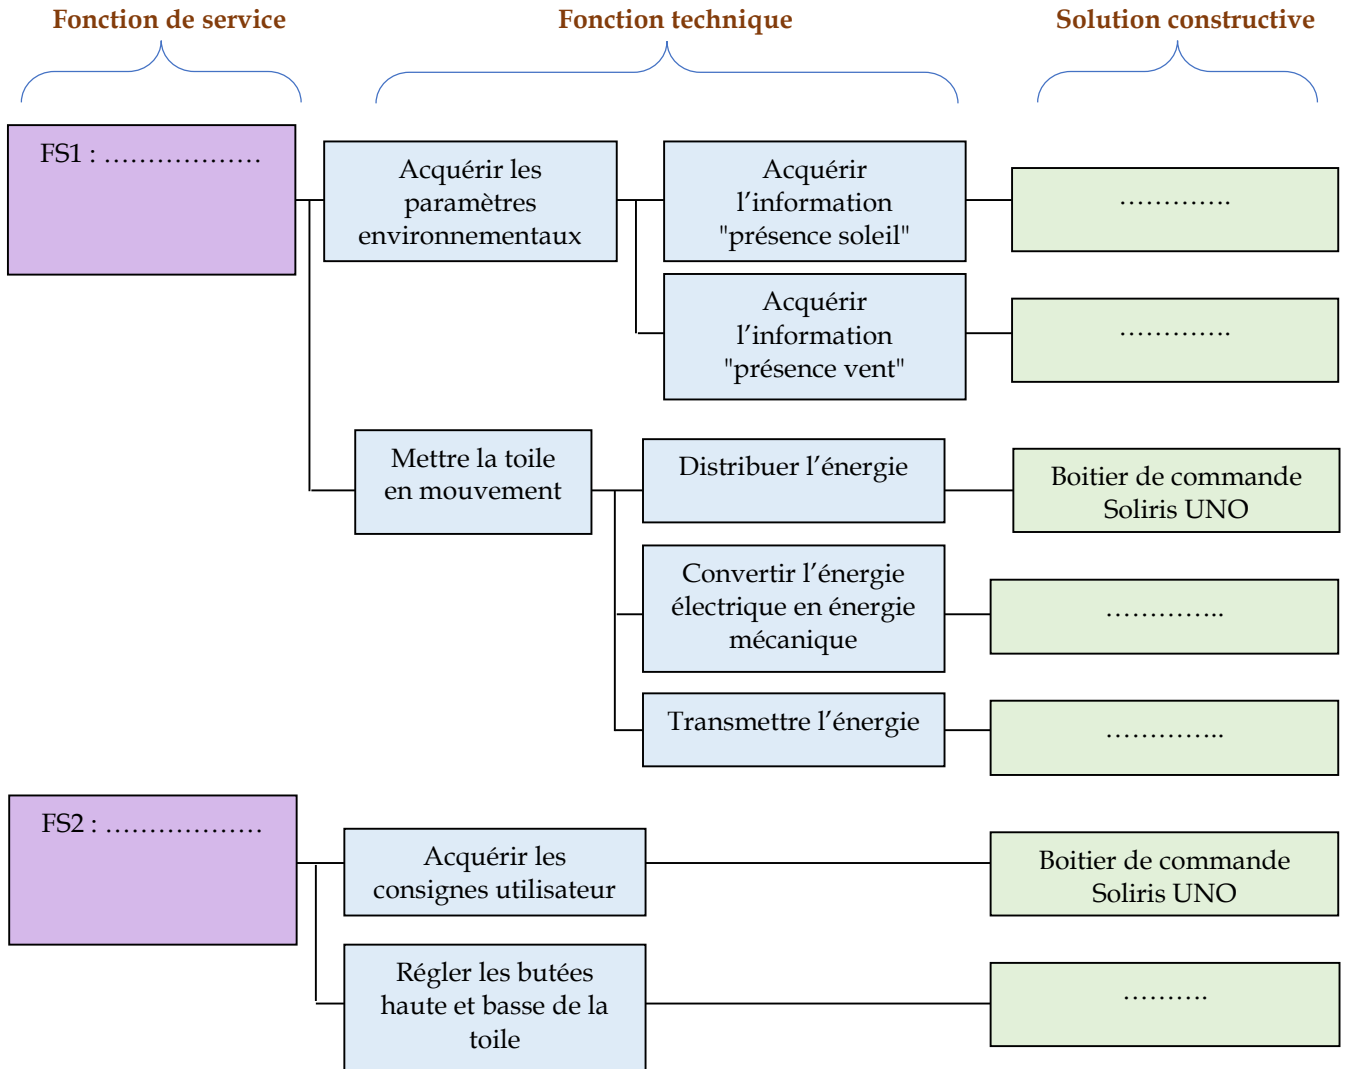 Fonction de service
Fonction technique
Solution constructive
FS1 : ………………
Acquérir les
paramètres
environnementaux
Acquérir
l’information
"présence soleil"
………….
Acquérir
l’information
"présence vent"
………….
Mettre la toile
en mouvement
Distribuer l’énergie
Boitier de commande
Soliris UNO
Convertir l’énergie
électrique en énergie
mécanique
…………..
Transmettre l’énergie
…………..
FS2 : ………………
Acquérir les
consignes utilisateur
Boitier de commande
Soliris UNO
Régler les butées
haute et basse de la
toile
……….